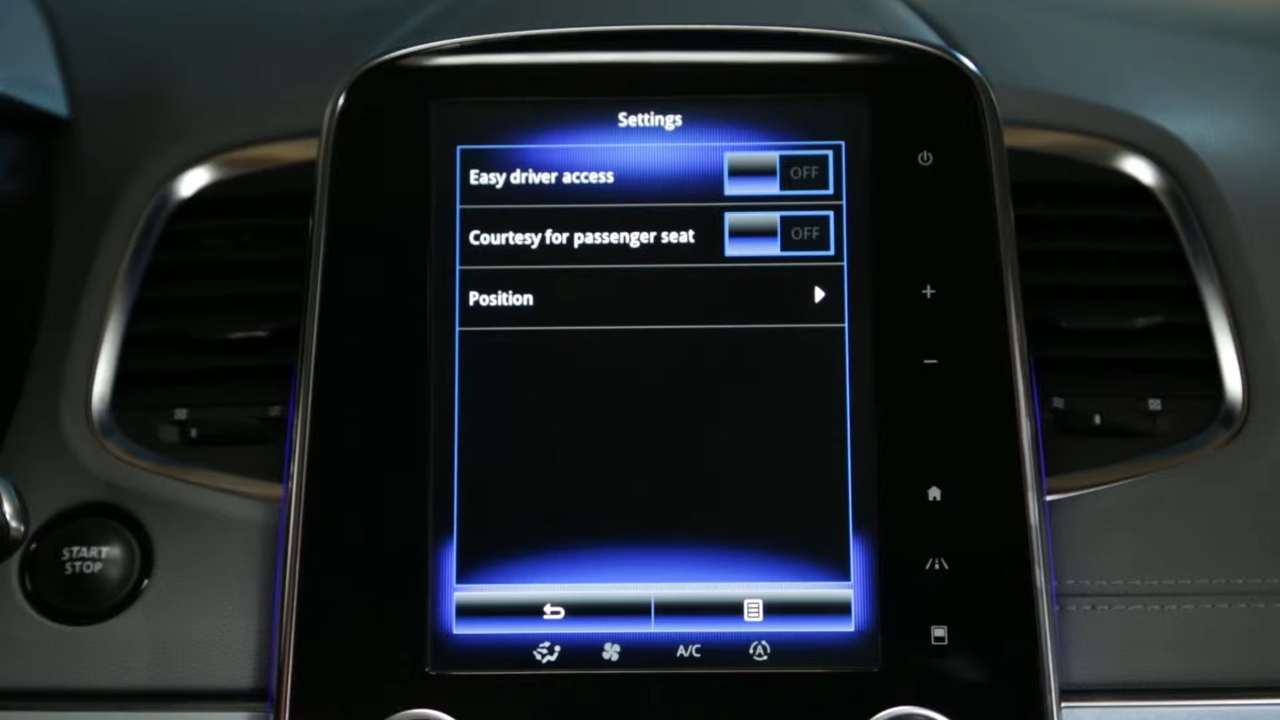 Settings
Easy driver access OFF
Courtesy for passenger seat OFF
Position
START
STOP
A/C
A